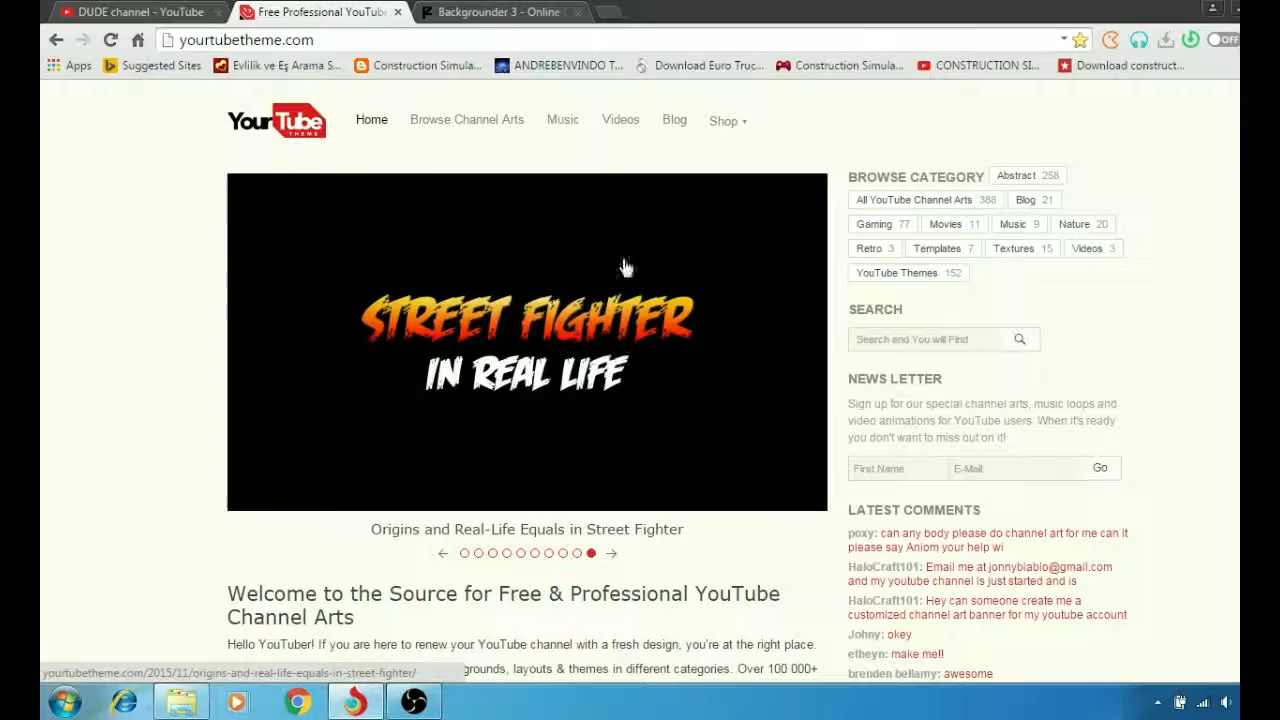 DUDE channel - YouTube
Free Professional YouTube
Backgrounder 3 - Online
yourtubetheme.com
OFF
Apps
Suggested Sites
Evlilik ve Eş Arama S...
Construction Simula...
ANDREBENVINDO T...
Download Euro Truc...
Construction Simula...
CONSTRUCTION SI...
Download construct...
YourTube
THEME
Home
Browse Channel Arts
Music
Videos
Blog
Shop
STREET FIGHTER
IN REAL LIFE
Origins and Real-Life Equals in Street Fighter
Welcome to the Source for Free & Professional YouTube
Channel Arts
Hello YouTuber! If you are here to renew your YouTube channel with a fresh design, you're at the right place.
grounds, layouts & themes in different categories. Over 100 000+
yourtubetheme.com/2015/11/origins-and-real-life-equals-in-street-fighter/
BROWSE CATEGORY
Abstract 258
All YouTube Channel Arts 388
Blog 21
Gaming 77
Movies 11
Music 9
Nature 20
Retro 3
Templates 7
Textures 15
Videos 3
YouTube Themes 152
SEARCH
Search and You will Find
NEWS LETTER
Sign up for our special channel arts, music loops and
video animations for YouTube users. When it's ready
you don't want to miss out on it!
First Name
E-Mail
Go
LATEST COMMENTS
poxy: can any body please do channel art for me can it
please say Aniom your help wi
HaloCraft101: Email me at jonnybiablo@gmail.com
and my youtube channel is just started and is
HaloCraft101: Hey can someone create me a
customized channel art banner for my youtube account
Johny: okey
etheyn: make me!!
brenden bellamy: awesome